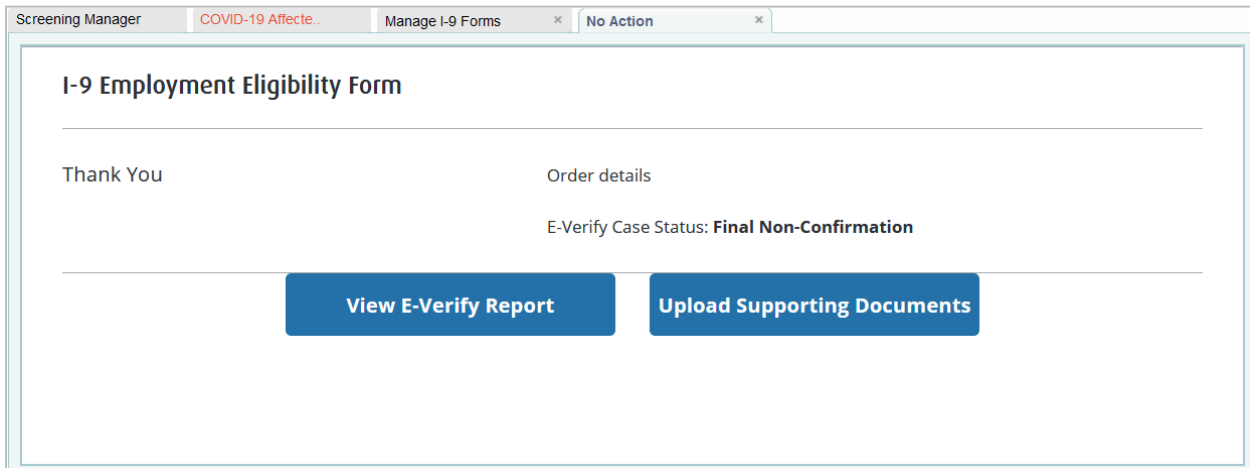 Screening Manager COVID-19 Affecte.. Manage I-9 Forms × No Action ×
I-9 Employment Eligibility Form
Thank You Order details
E-Verify Case Status: Final Non-Confirmation
View E-Verify Report Upload Supporting Documents